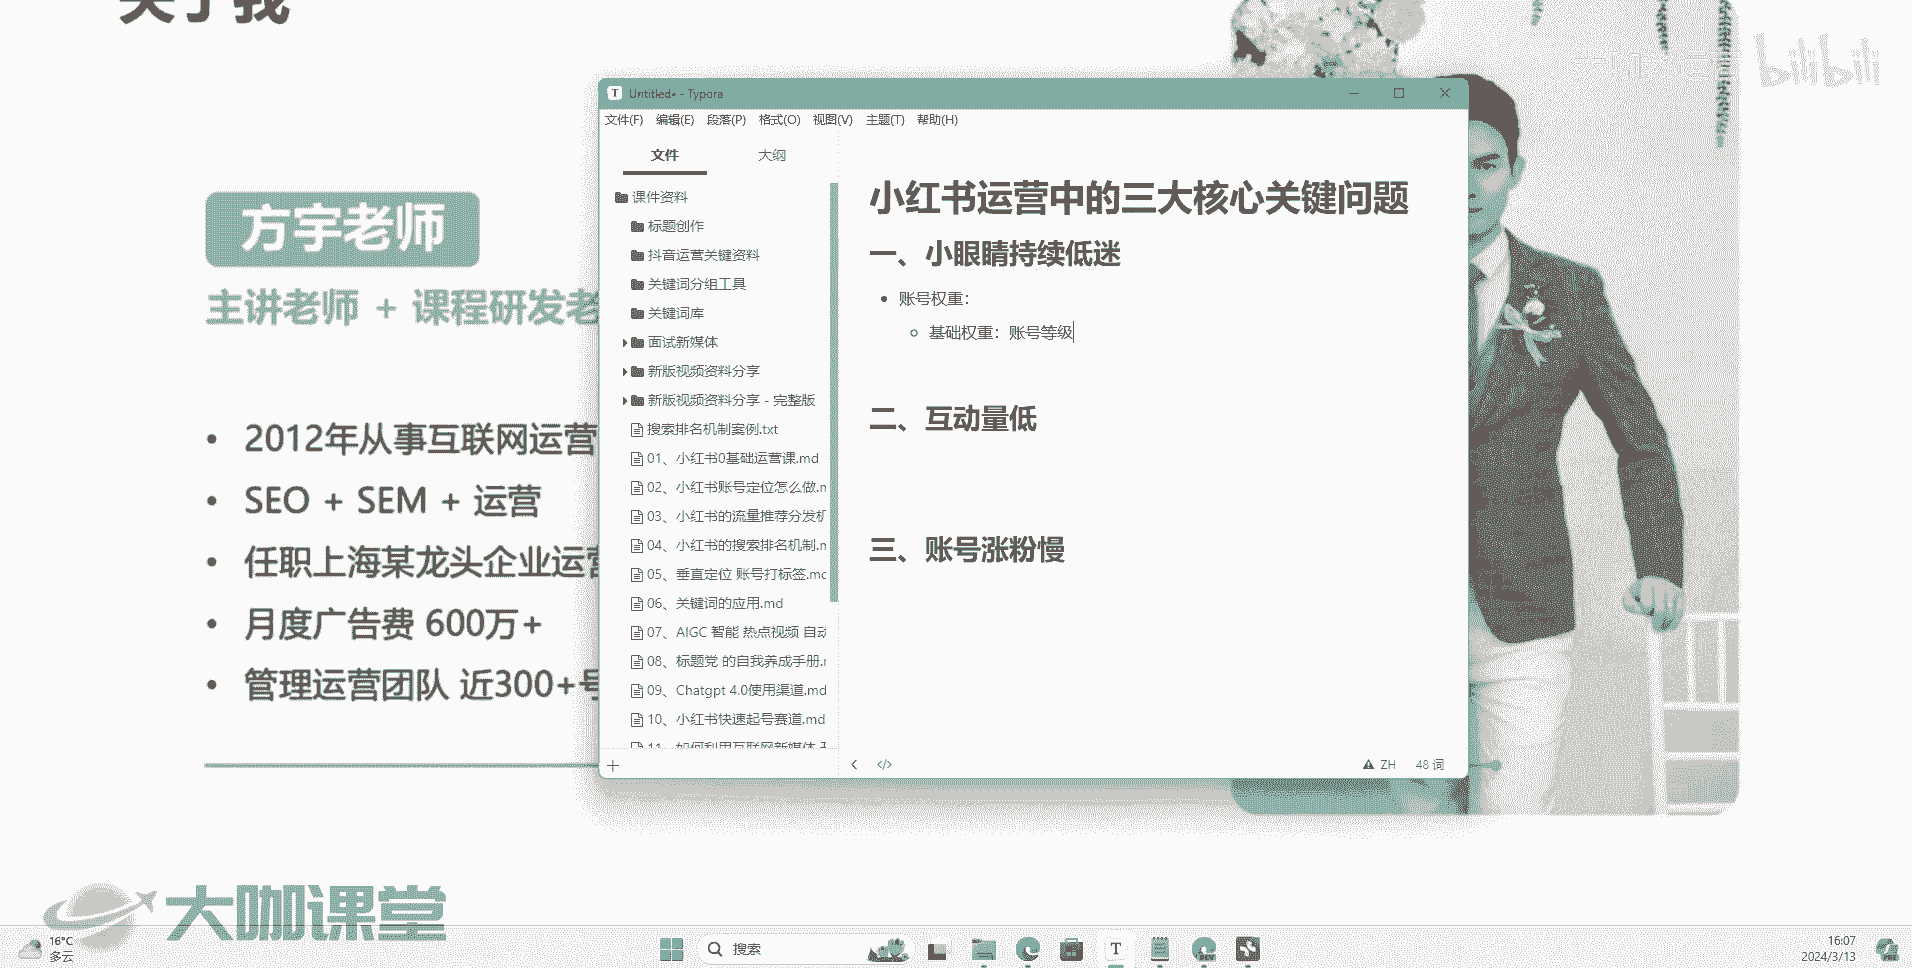 关于我
bilibili
方宇老师
主讲老师 + 课程研发老
2012年从事互联网运营
SEO + SEM + 运营
任职上海某龙头企业运营
月度广告费 600万+
管理运营团队 近300+号
Untitled• - Typora
文件(F) 编辑(E) 段落(P) 格式(O) 视图(V) 主题(T) 帮助(H)
文件 大纲
课件资料
标题创作
抖音运营关键资料
关键词分组工具
关键词库
面试新媒体
新版视频资料分享
新版视频资料分享 - 完整版
搜索排名机制案例.txt
01、小红书0基础运营课.md
02、小红书账号定位怎么做.m
03、小红书的流量推荐分发机
04、小红书的搜索排名机制.m
05、垂直定位 账号打标签.md
06、关键词的应用.md
07、AIGC 智能 热点视频 自动
08、标题党 的自我养成手册.m
09、Chatgpt 4.0使用渠道.md
10、小红书快速起号赛道.md
11、如何利用互联网新媒体
小红书运营中的三大核心关键问题
一、小眼睛持续低迷
账号权重：
基础权重：账号等级
二、互动量低
三、账号涨粉慢
ZH 48 词
大咖课堂
16°C
多云
搜索
T
DEV
16:07
2024/3/13
PRE